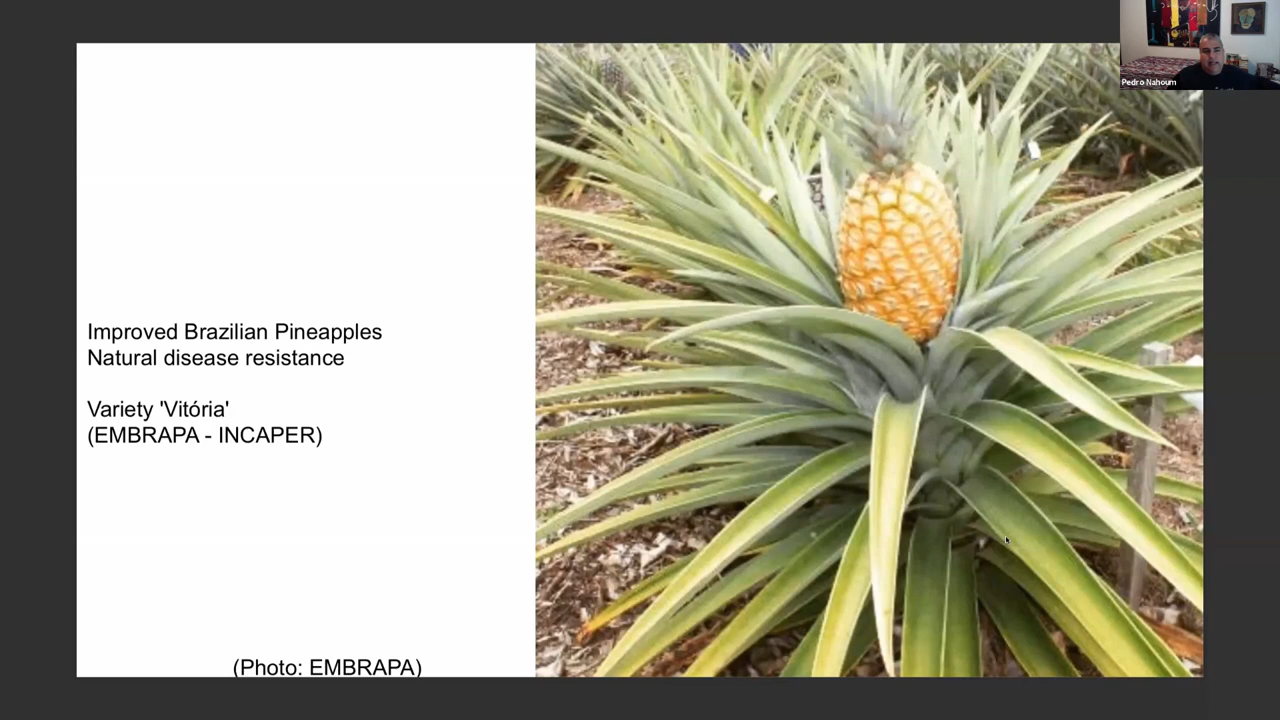 Pedro Nahoum
Improved Brazilian Pineapples
Natural disease resistance
Variety 'Vitória'
(EMBRAPA - INCAPER)
(Photo: EMBRAPA)